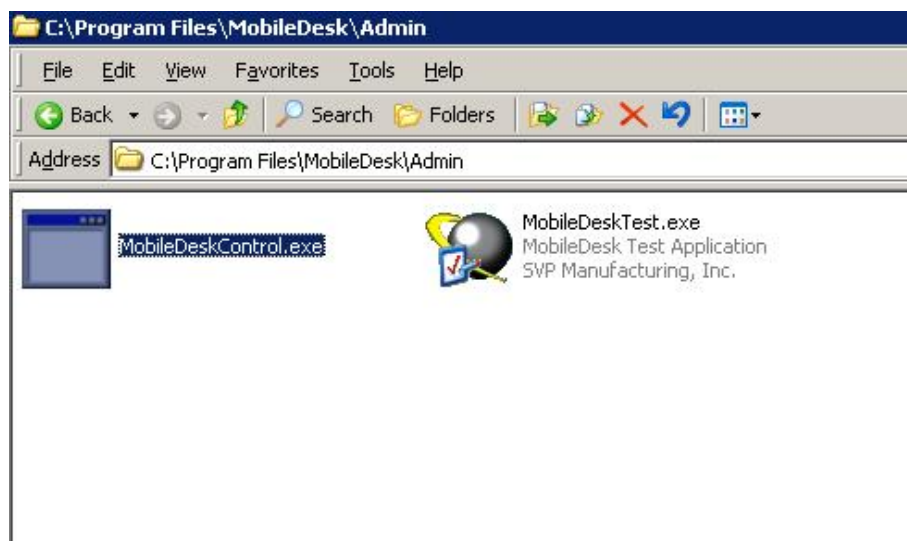 C:\Program Files\MobileDesk\Admin
File Edit View Favorites Tools Help
Back Search Folders
Address C:\Program Files\MobileDesk\Admin
MobileDeskControl.exe
MobileDeskTest.exe
MobileDesk Test Application
SVP Manufacturing, Inc.